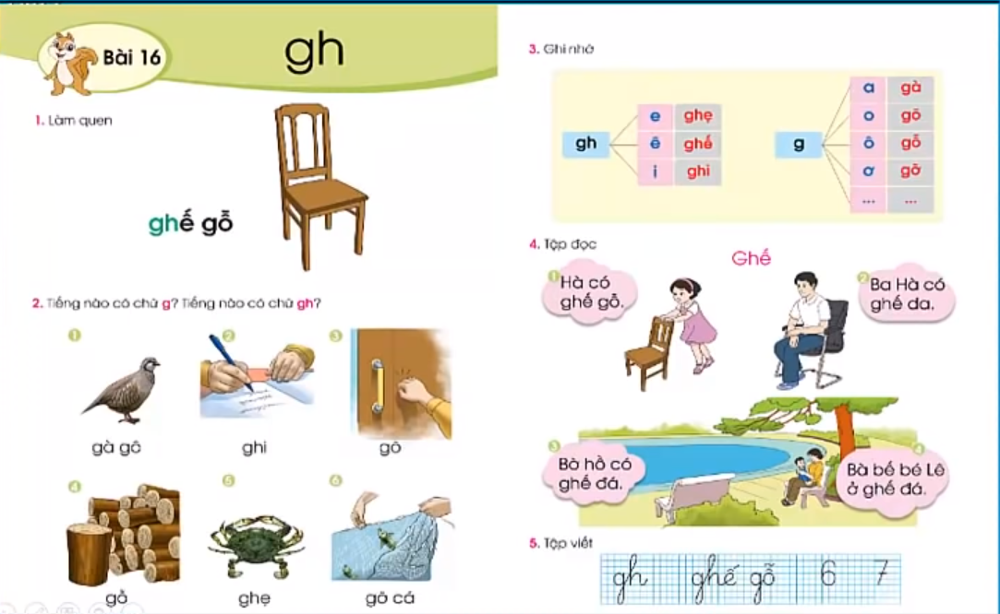 Bài 16
gh
1. Làm quen
ghế gỗ
2. Tiếng nào có chữ g? Tiếng nào có chữ gh?
1
2
3
gà gô
ghi
gõ
4
5
6
gỗ
ghẹ
gỡ cá
3. Ghi nhớ
gh
e ghẹ
ê ghế
i ghi
g
a gà
o gõ
ô gỗ
ơ gỡ
... ...
4. Tập đọc
Ghế
1
Hà có
ghế gỗ.
2
Ba Hà có
ghế da.
3
Bờ hồ có
ghế đá.
4
Bà bế bé Lê
ở ghế đá.
5. Tập viết
gh ghế gỗ 6 7